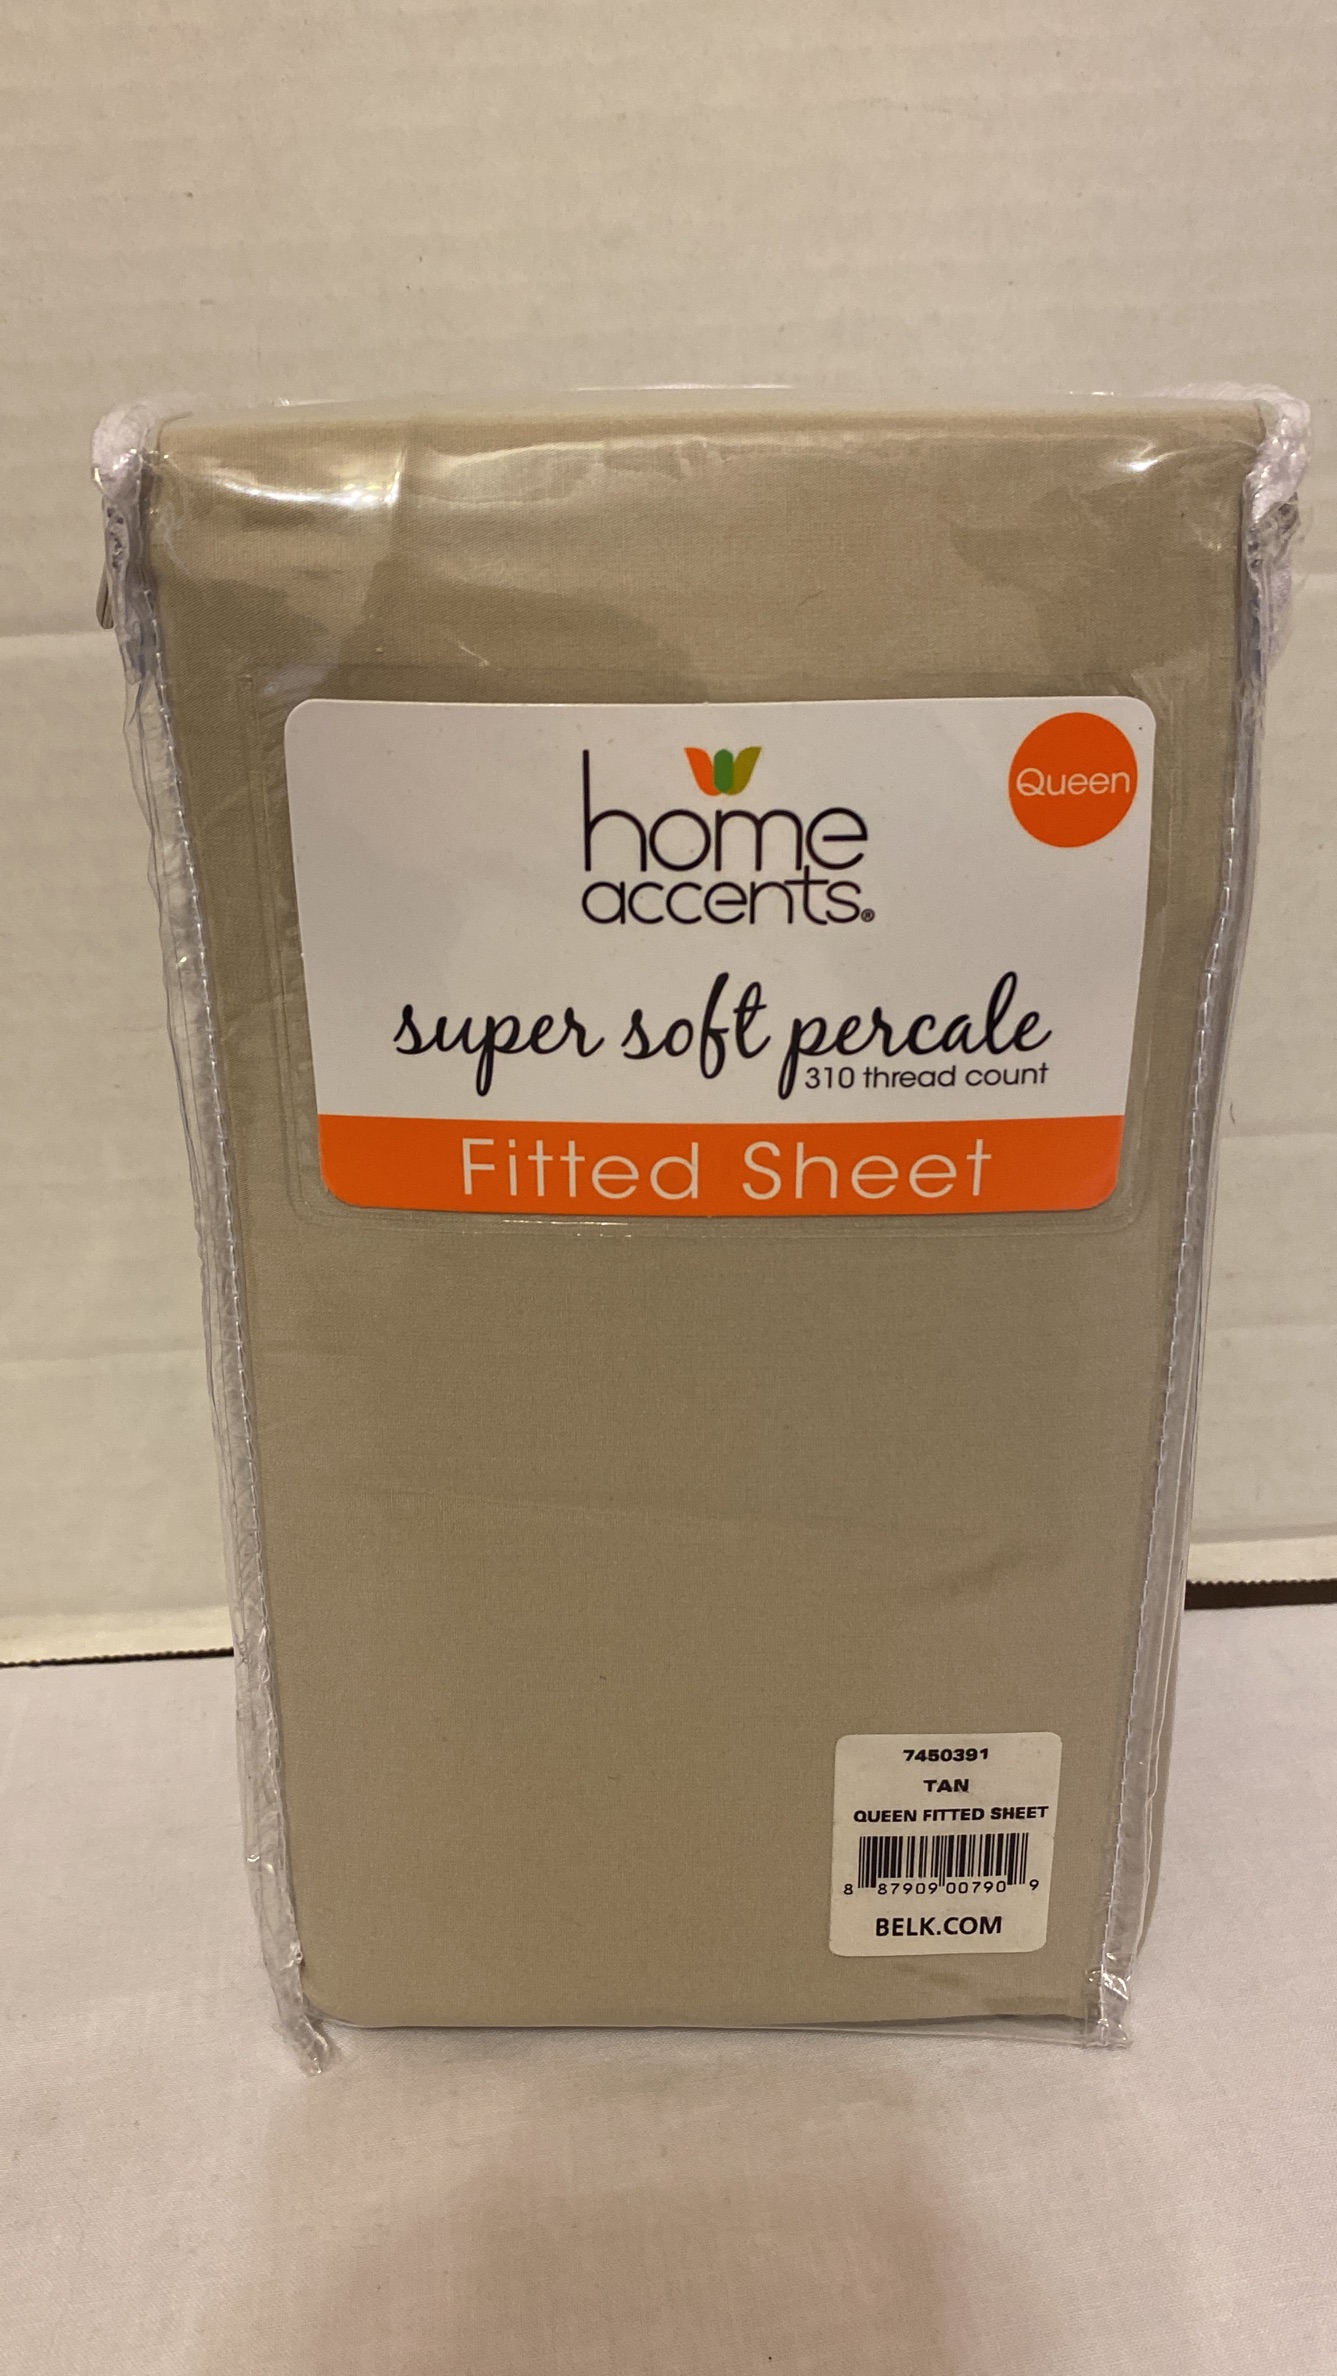 Queen
home
accents®
super soft percale
310 thread count
Fitted Sheet
7450391
TAN
QUEEN FITTED SHEET
8 87909 00790 9
BELK.COM